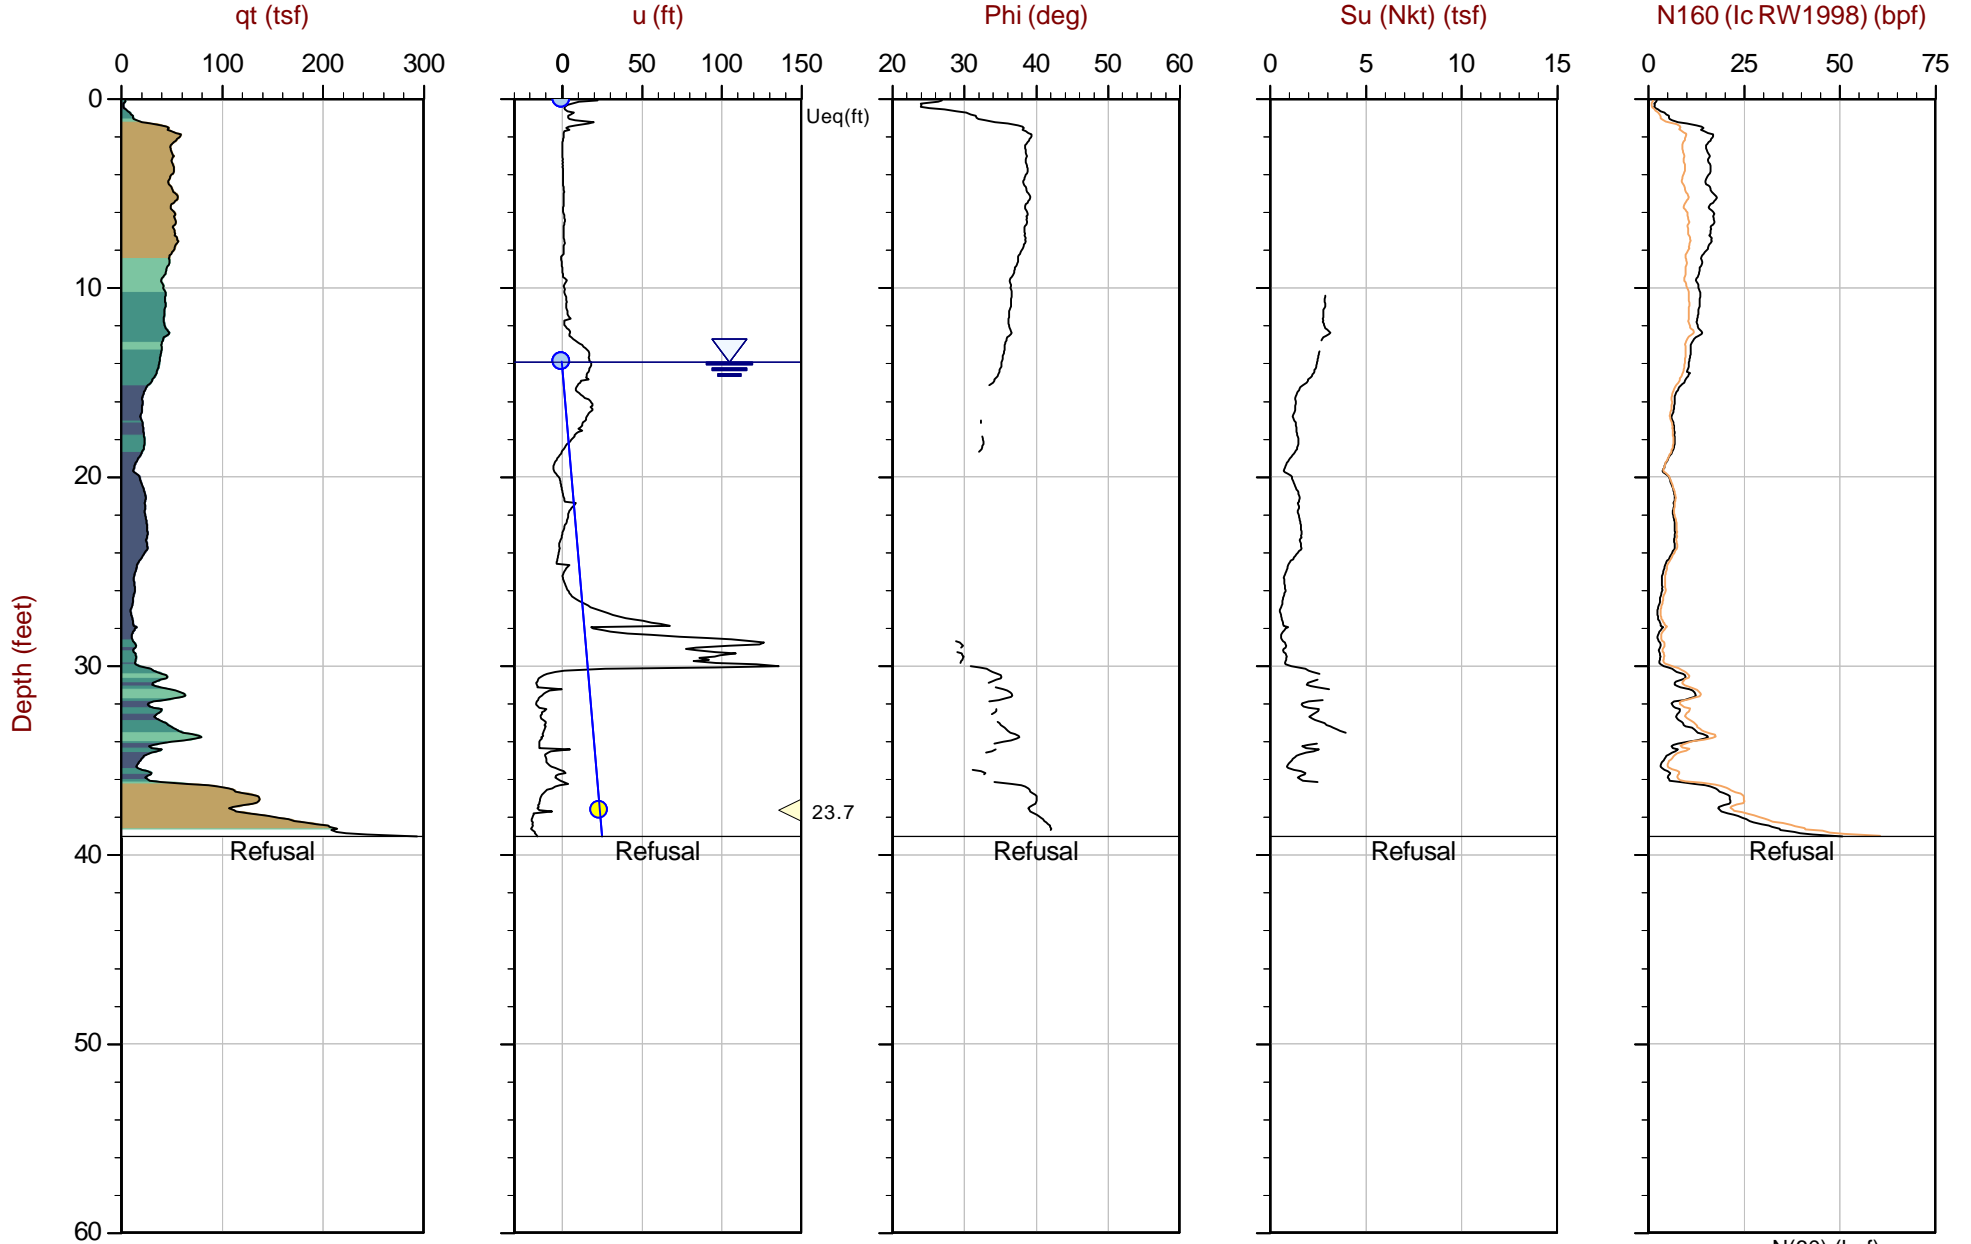 qt (tsf) u (ft) Phi (deg) Su (Nkt) (tsf) N160 (Ic RW1998) (bpf)
0 100 200 300 0 50 100 150 20 30 40 50 60 0 5 10 15 0 25 50 75
0
Ueq(ft)
10
20
30
Depth (feet)
23.7
Refusal Refusal Refusal Refusal Refusal
40
50
60